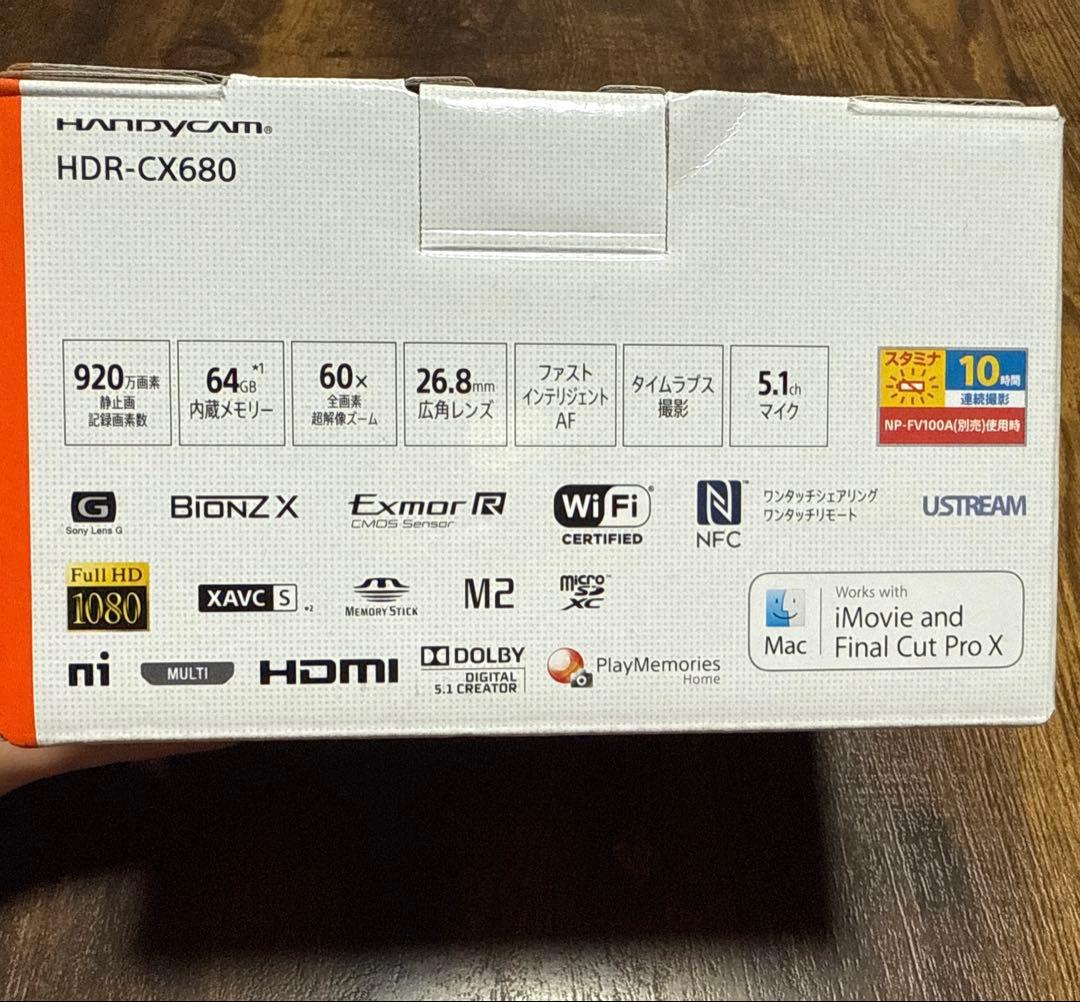 HANDYCAM®
HDR-CX680
920万画素
静止画
記録画素数
64GB *1
内蔵メモリー
60x
全画素
超解像ズーム
26.8mm
広角レンズ
ファスト
インテリジェント
AF
タイムラプス
撮影
5.1ch
マイク
スタミナ
10時間
連続撮影
NP-FV100A(別売)使用時
G
Sony Lens G
BIONZ X
Exmor R
CMOS Sensor
Wi Fi®
CERTIFIED
N™
NFC
ワンタッチシェアリング
ワンタッチリモート
USTREAM
Full HD
1080
XAVC S *2
MEMORY STICK
M2
micro
SD™
XC
Mac
Works with
iMovie and
Final Cut Pro X
ni
MULTI
HDMI
DOLBY
DIGITAL
5.1 CREATOR
PlayMemories
Home